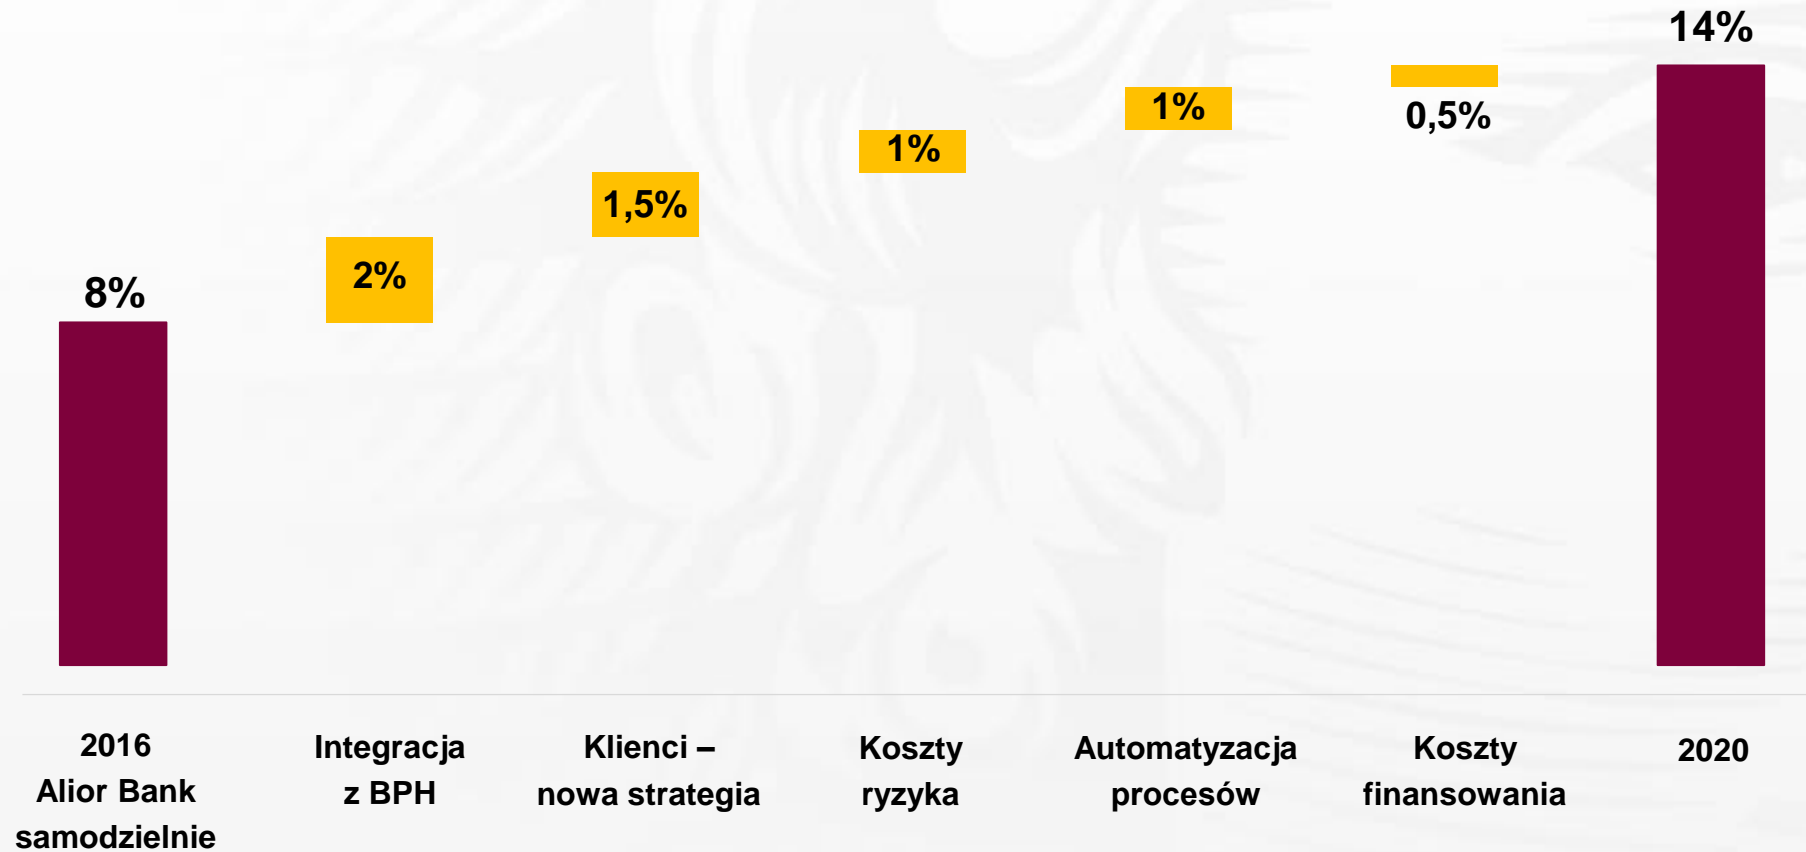 14%
1%
0,5%
1%
1,5%
2%
8%
2016
Alior Bank
samodzielnie
Integracja
z BPH
Klienci –
nowa strategia
Koszty
ryzyka
Automatyzacja
procesów
Koszty
finansowania
2020